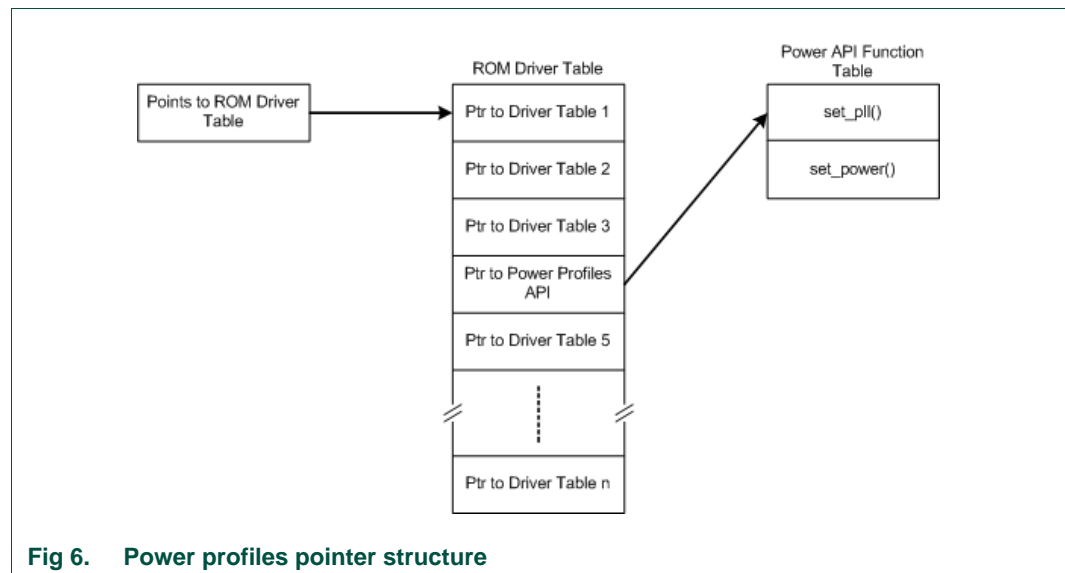 Points to ROM Driver
Table
ROM Driver Table
Ptr to Driver Table 1
Ptr to Driver Table 2
Ptr to Driver Table 3
Ptr to Power Profiles
API
Ptr to Driver Table 5
Ptr to Driver Table n
Power API Function
Table
set_pll()
set_power()
Fig 6. Power profiles pointer structure